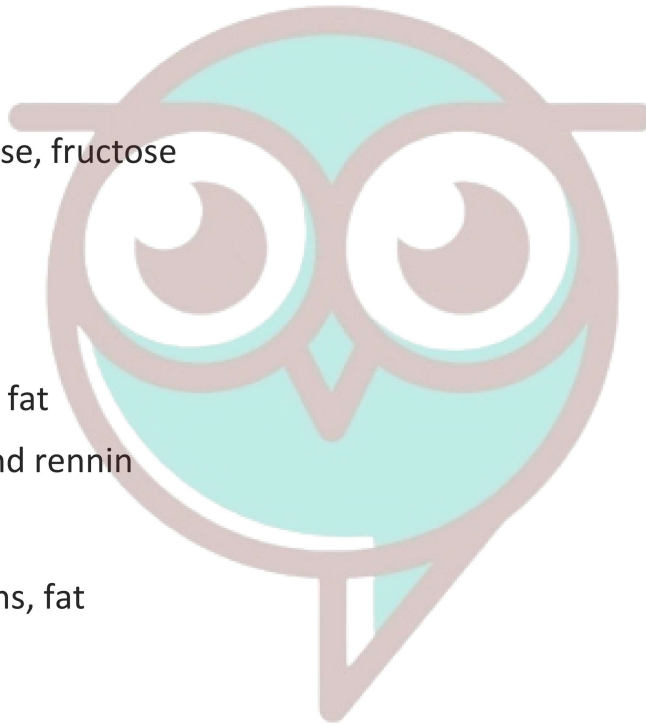 se, fructose
fat
nd rennin
ns, fat